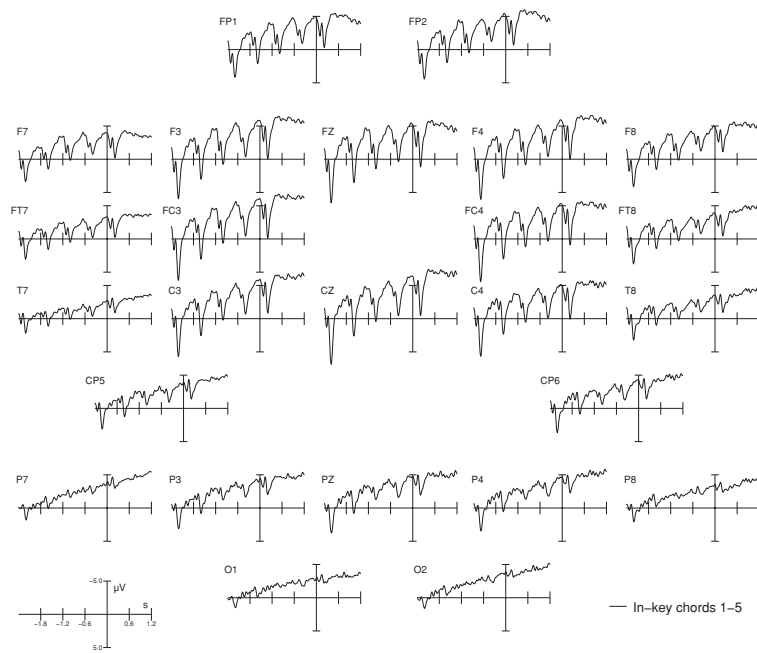 FP1 FP2
F7 F3 FZ F4 F8
FT7 FC3 FC4 FT8
T7 C3 CZ C4 T8
CP5 CP6
P7 P3 PZ P4 P8
O1 O2
−5.0
µV
s
−1.8 −1.2 −0.6 0.6 1.2
5.0
In−key chords 1−5